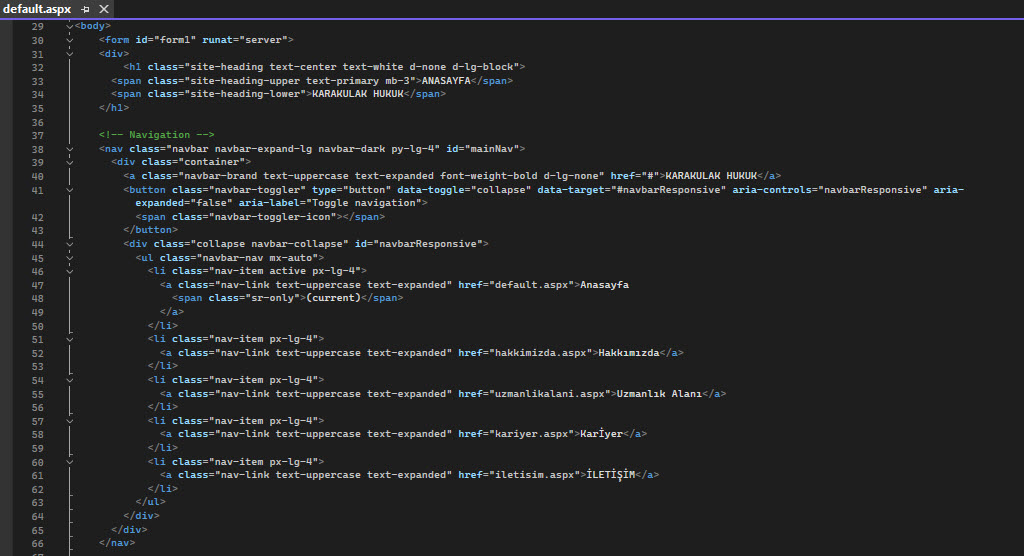 default.aspx
29 <body>
30 <form id="form1" runat="server">
31 <div>
32 <h1 class="site-heading text-center text-white d-none d-lg-block">
33 <span class="site-heading-upper text-primary mb-3">ANASAYFA</span>
34 <span class="site-heading-lower">KARAKULAK HUKUK</span>
35 </h1>
36
37 <!-- Navigation -->
38 <nav class="navbar navbar-expand-lg navbar-dark py-lg-4" id="mainNav">
39 <div class="container">
40 <a class="navbar-brand text-uppercase text-expanded font-weight-bold d-lg-none" href="#">KARAKULAK HUKUK</a>
41 <button class="navbar-toggler" type="button" data-toggle="collapse" data-target="#navbarResponsive" aria-controls="navbarResponsive" aria-
expanded="false" aria-label="Toggle navigation">
42 <span class="navbar-toggler-icon"></span>
43 </button>
44 <div class="collapse navbar-collapse" id="navbarResponsive">
45 <ul class="navbar-nav mx-auto">
46 <li class="nav-item active px-lg-4">
47 <a class="nav-link text-uppercase text-expanded" href="default.aspx">Anasayfa
48 <span class="sr-only">(current)</span>
49 </a>
50 </li>
51 <li class="nav-item px-lg-4">
52 <a class="nav-link text-uppercase text-expanded" href="hakkimizda.aspx">Hakkımızda</a>
53 </li>
54 <li class="nav-item px-lg-4">
55 <a class="nav-link text-uppercase text-expanded" href="uzmanlikalani.aspx">Uzmanlık Alanı</a>
56 </li>
57 <li class="nav-item px-lg-4">
58 <a class="nav-link text-uppercase text-expanded" href="kariyer.aspx">Karİyer</a>
59 </li>
60 <li class="nav-item px-lg-4">
61 <a class="nav-link text-uppercase text-expanded" href="iletisim.aspx">İLETİŞİM</a>
62 </li>
63 </ul>
64 </div>
65 </div>
66 </nav>